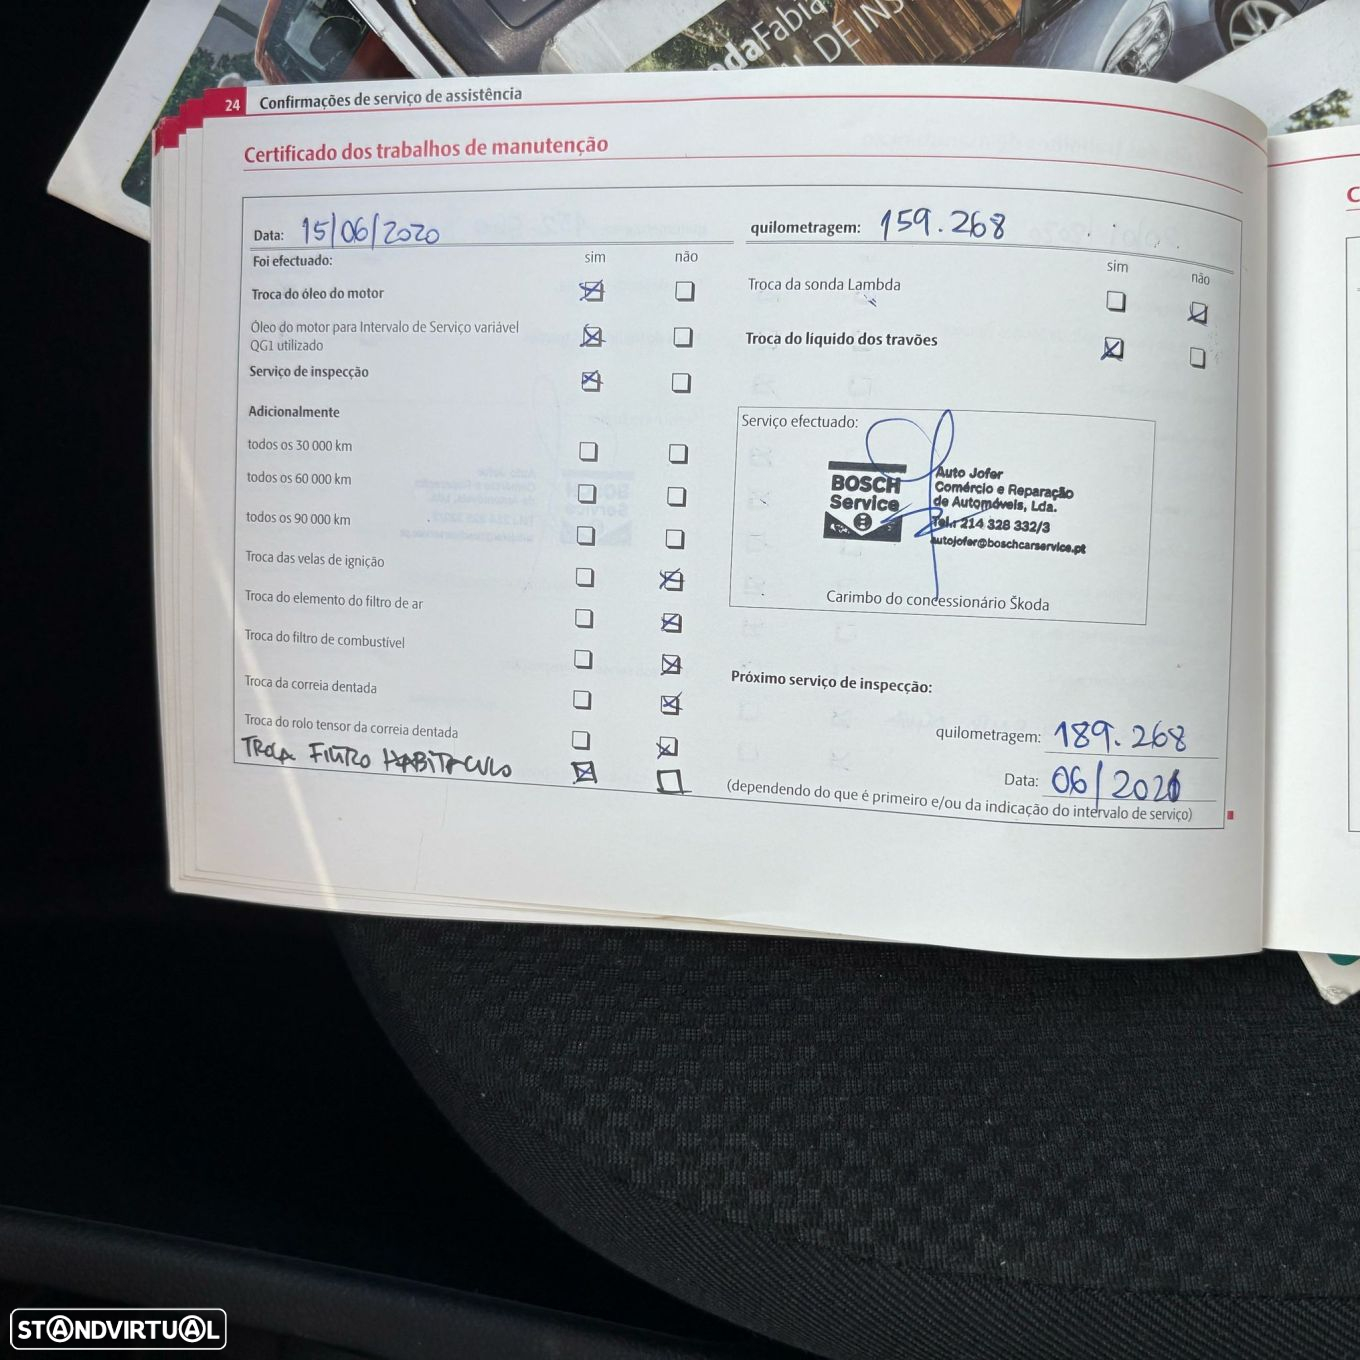 daFabia
DE INS
24 Confirmações de serviço de assistência
Certificado dos trabalhos de manutenção
Data: 15/06/2020
quilometragem: 159.268
Foi efectuado: sim não
Troca do óleo do motor
Óleo do motor para Intervalo de Serviço variável
QG1 utilizado
Serviço de inspecção
Adicionalmente
todos os 30 000 km
todos os 60 000 km
todos os 90 000 km
Troca das velas de ignição
Troca do elemento do filtro de ar
Troca do filtro de combustível
Troca da correia dentada
Troca do rolo tensor da correia dentada
TROCA FILTRO HABITACULO
sim não
Troca da sonda Lambda
Troca do líquido dos travões
Serviço efectuado:
BOSCH
Service
Auto Jofer
Comércio e Reparação
de Automóveis, Lda.
Tel.: 214 328 332/3
autojofer@boschcarservice.pt
Carimbo do concessionário Škoda
Próximo serviço de inspecção:
quilometragem: 189.268
Data: 06/2021
(dependendo do que é primeiro e/ou da indicação do intervalo de serviço)
C
STANDVIRTUAL